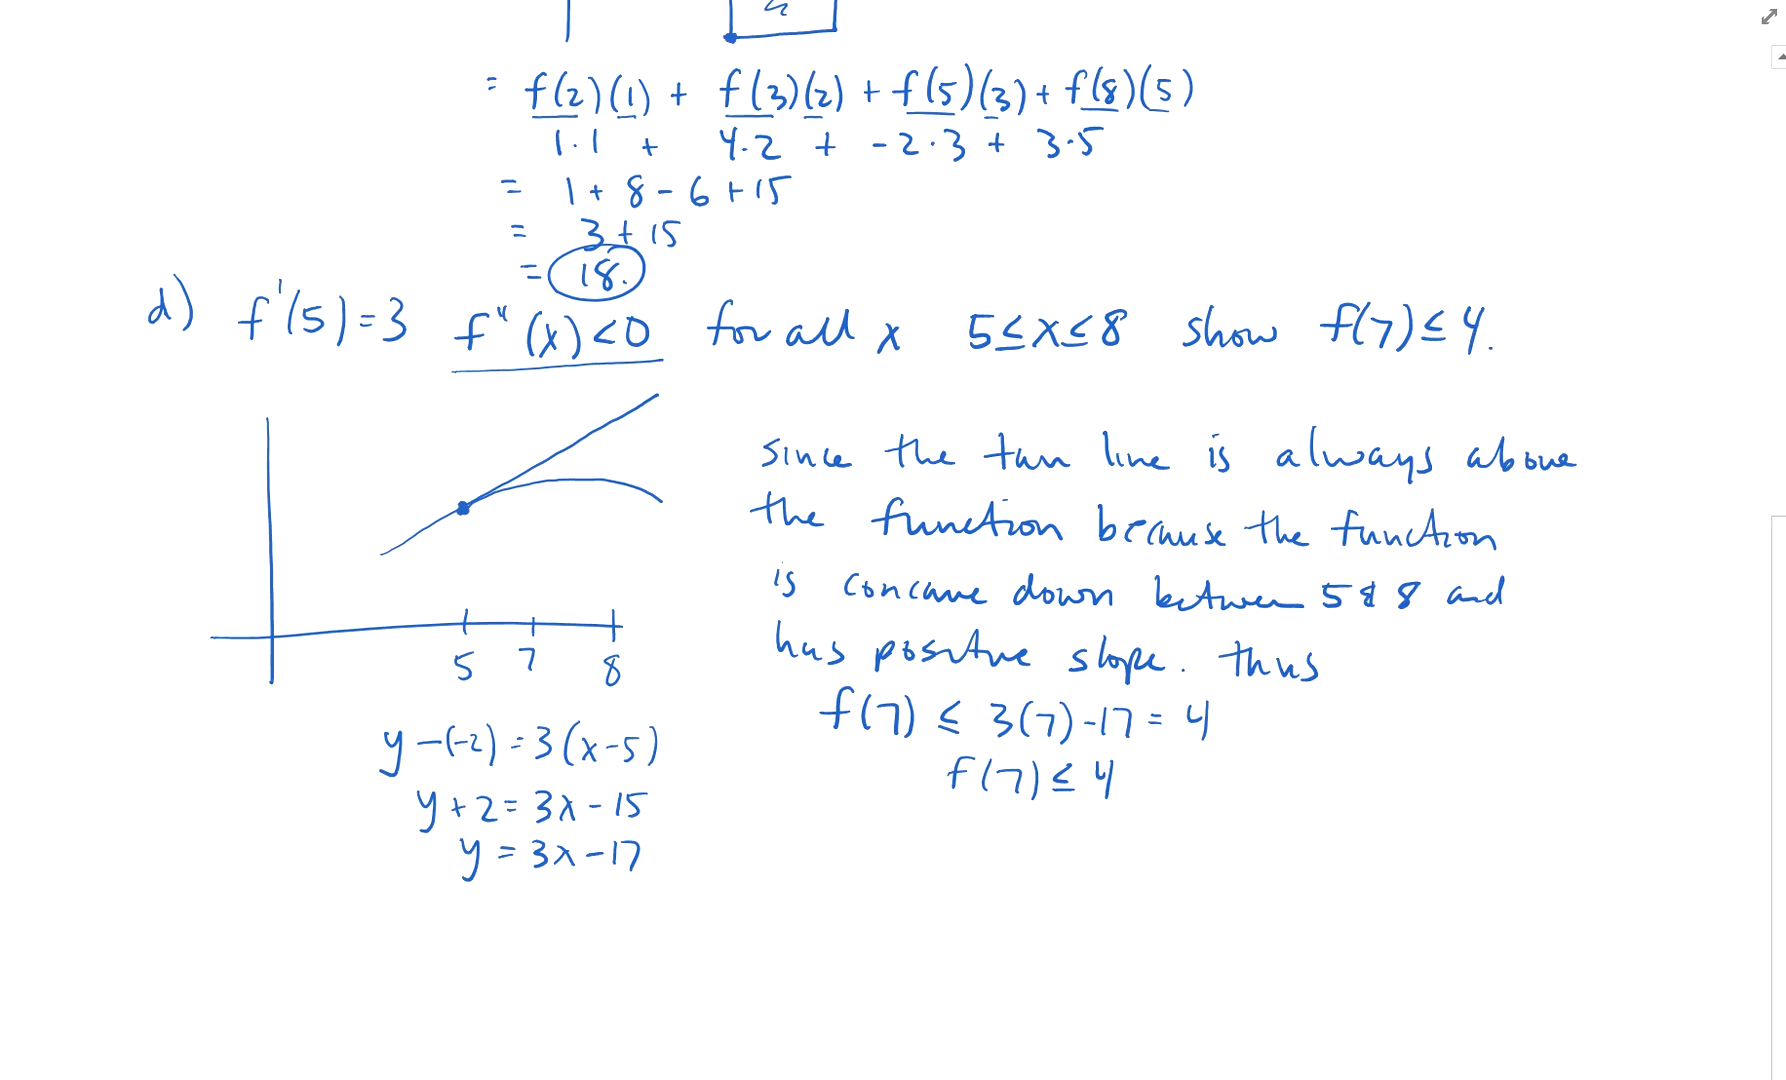 = f(2)(1) + f(3)(2) + f(5)(3) + f(8)(5)
1·1 + 4·2 + -2·3 + 3·5
= 1 + 8 - 6 + 15
= 3 + 15
= 18.
d) f'(5)=3 f"(x)<0 for all x 5≤x≤8 show f(7)≤4.
since the tan line is always above
the function because the function
is concave down between 5 & 8 and
has positive slope. thus
f(7) ≤ 3(7)-17 = 4
f(7) ≤ 4
5 7 8
y-(-2)=3(x-5)
y+2=3x-15
y=3x-17